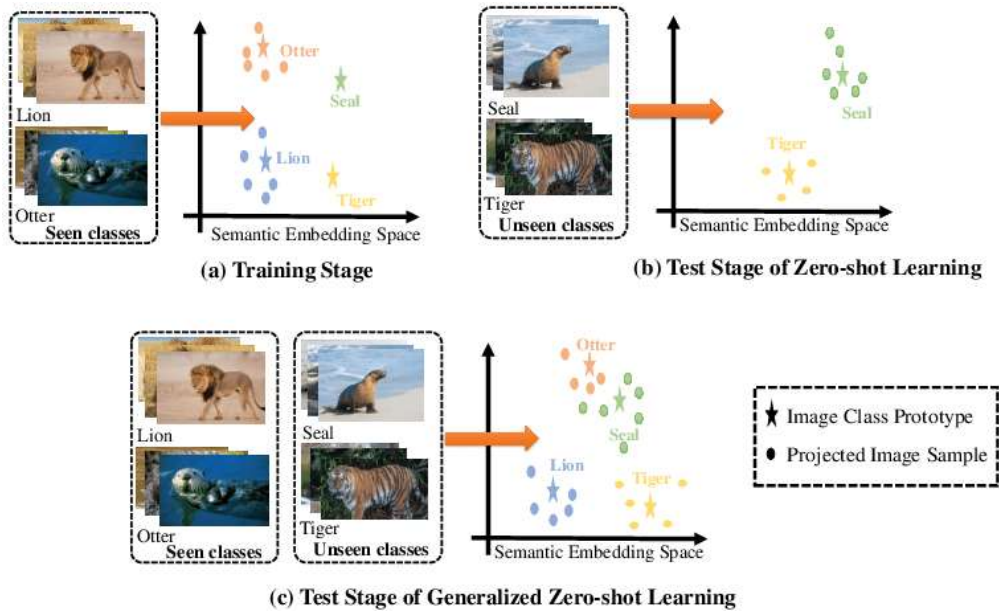 Otter
Seal
Lion
Tiger
Lion
Otter
Seen classes
Semantic Embedding Space
(a) Training Stage
Seal
Tiger
Unseen classes
Seal
Tiger
Semantic Embedding Space
(b) Test Stage of Zero-shot Learning
Lion
Otter
Seen classes
Seal
Tiger
Unseen classes
Otter
Seal
Lion
Tiger
Semantic Embedding Space
Image Class Prototype
Projected Image Sample
(c) Test Stage of Generalized Zero-shot Learning